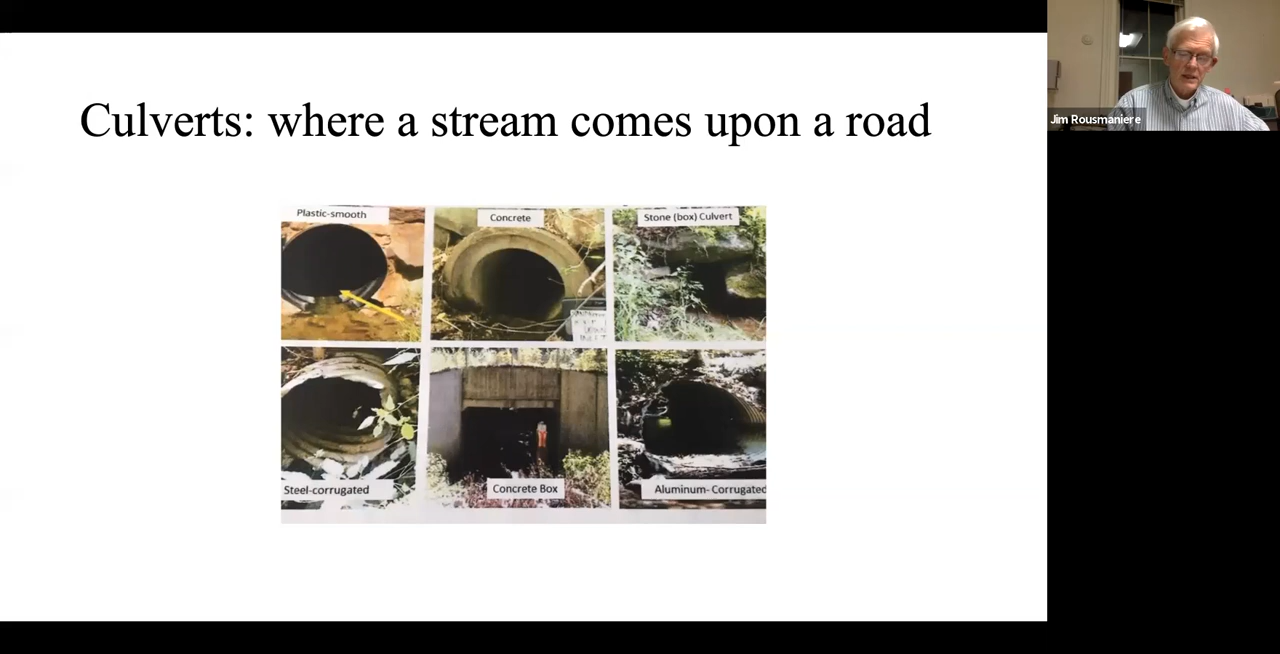 Culverts: where a stream comes upon a road
Jim Rousmaniere
Plastic-smooth
Concrete
Stone (box) Culvert
Steel-corrugated
Concrete Box
Aluminum- Corrugated